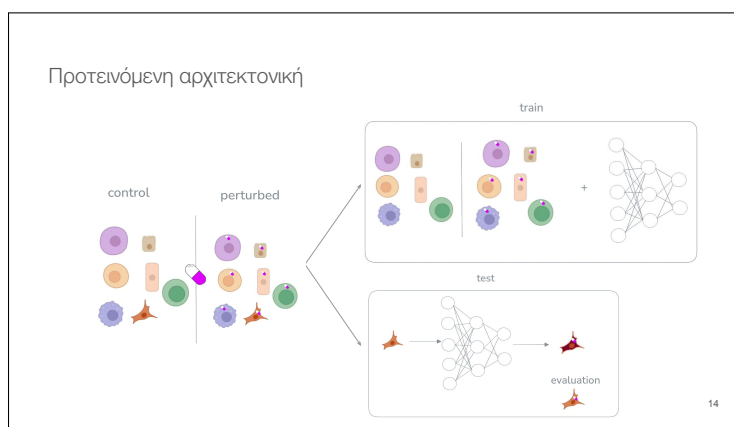 Προτεινόμενη αρχιτεκτονική
train
control
perturbed
+
test
evaluation
14